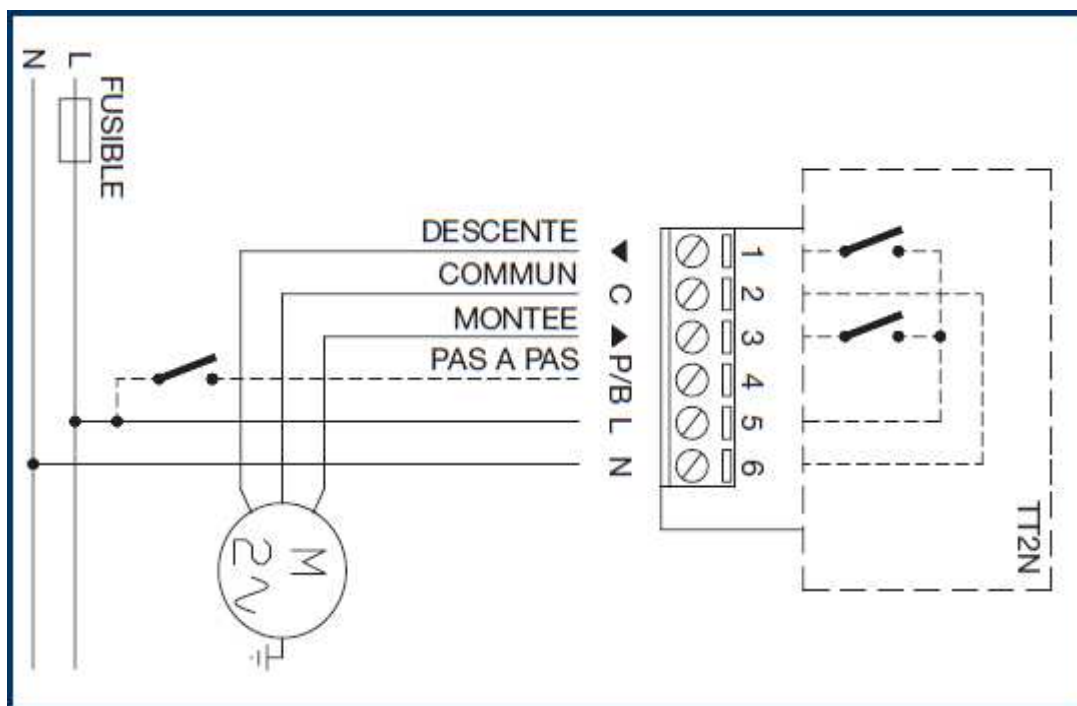 N L
FUSIBLE
DESCENTE ▼ 1
COMMUN C 2
MONTEE ▲ 3
PAS A PAS P/B 4
L 5
N 6
M
2
TT2N